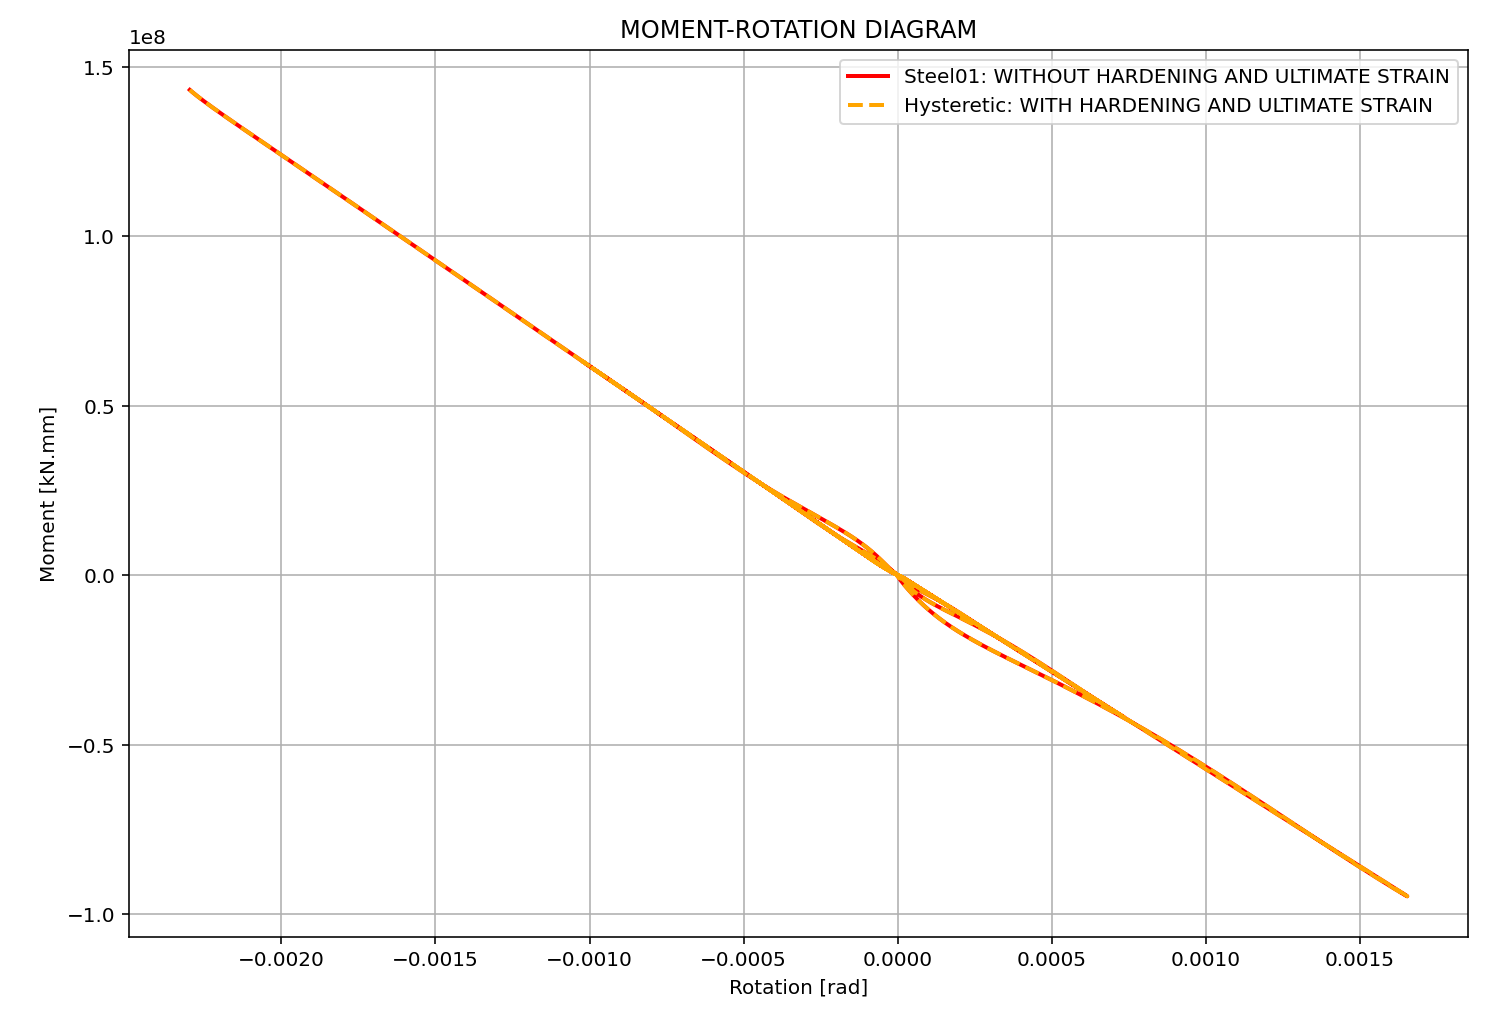 MOMENT-ROTATION DIAGRAM
1e8
Steel01: WITHOUT HARDENING AND ULTIMATE STRAIN
Hysteretic: WITH HARDENING AND ULTIMATE STRAIN
1.5
1.0
0.5
0.0
−0.5
−1.0
Moment [kN.mm]
−0.0020
−0.0015
−0.0010
−0.0005
0.0000
0.0005
0.0010
0.0015
Rotation [rad]